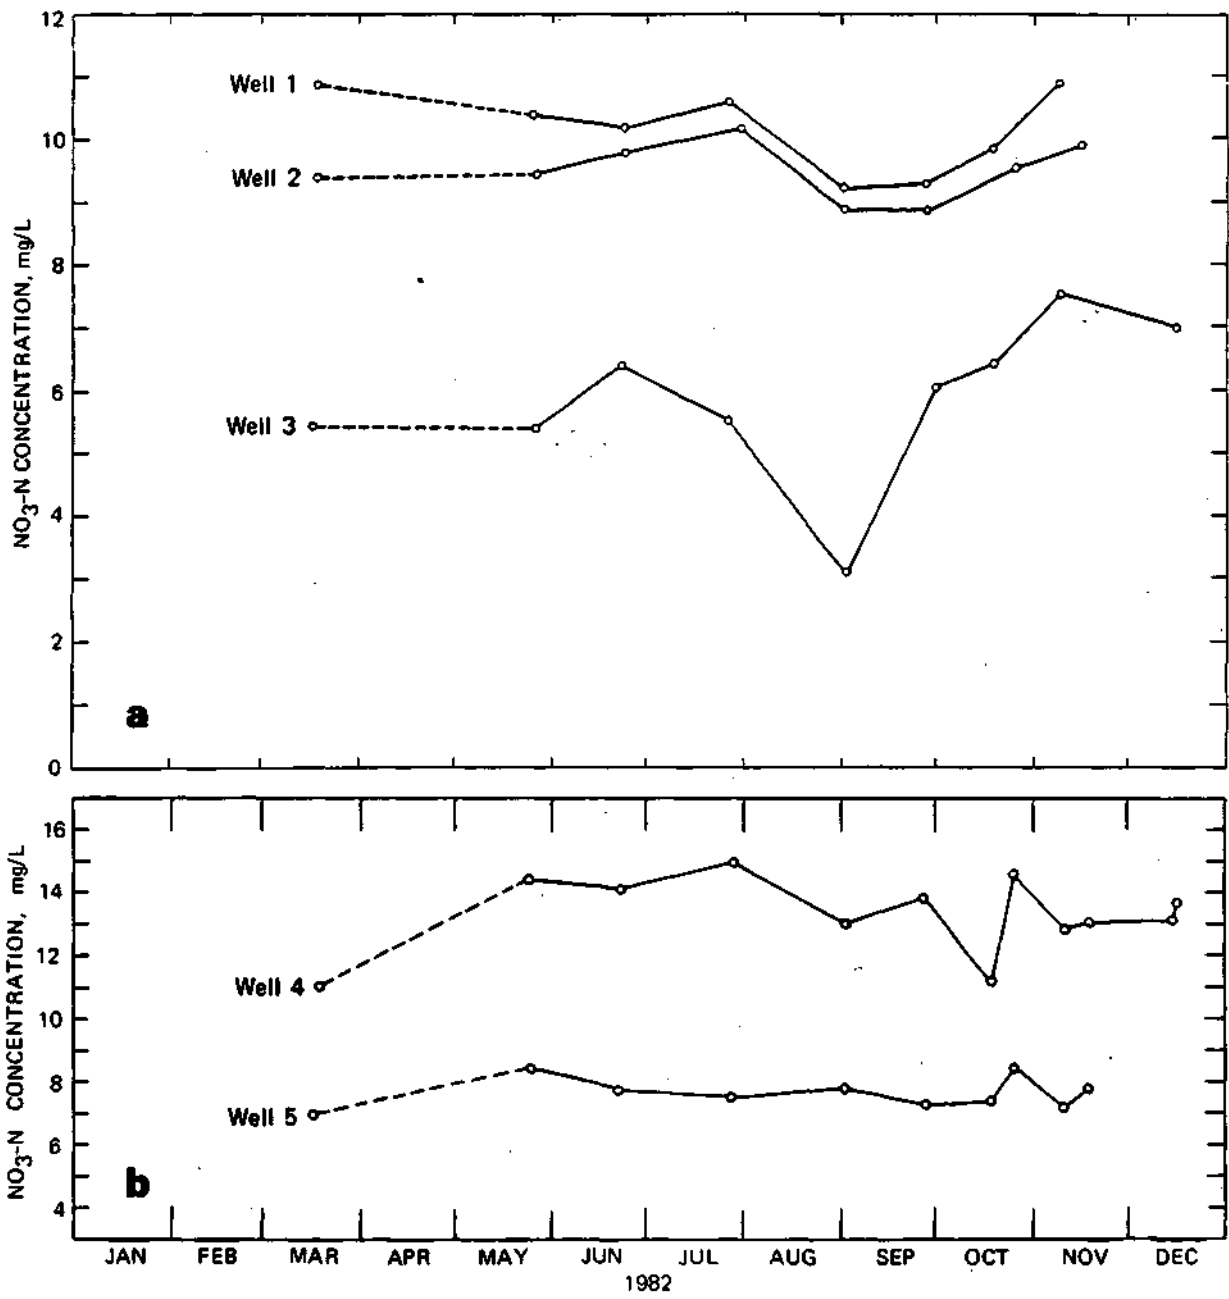 12
10
8
6
4
2
0
NO3-N CONCENTRATION, mg/L
Well 1
Well 2
Well 3
a
16
14
12
10
8
6
4
NO3-N CONCENTRATION, mg/L
Well 4
Well 5
b
JAN FEB MAR APR MAY JUN JUL AUG SEP OCT NOV DEC
1982